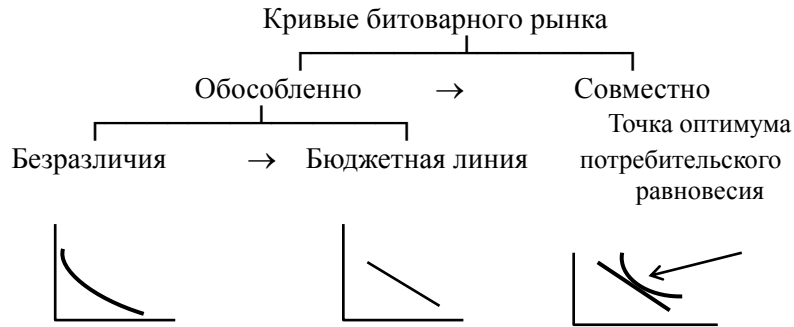 Кривые битоварного рынка
Обособленно → Совместно
Точка оптимума
Безразличия → Бюджетная линия потребительского
равновесия